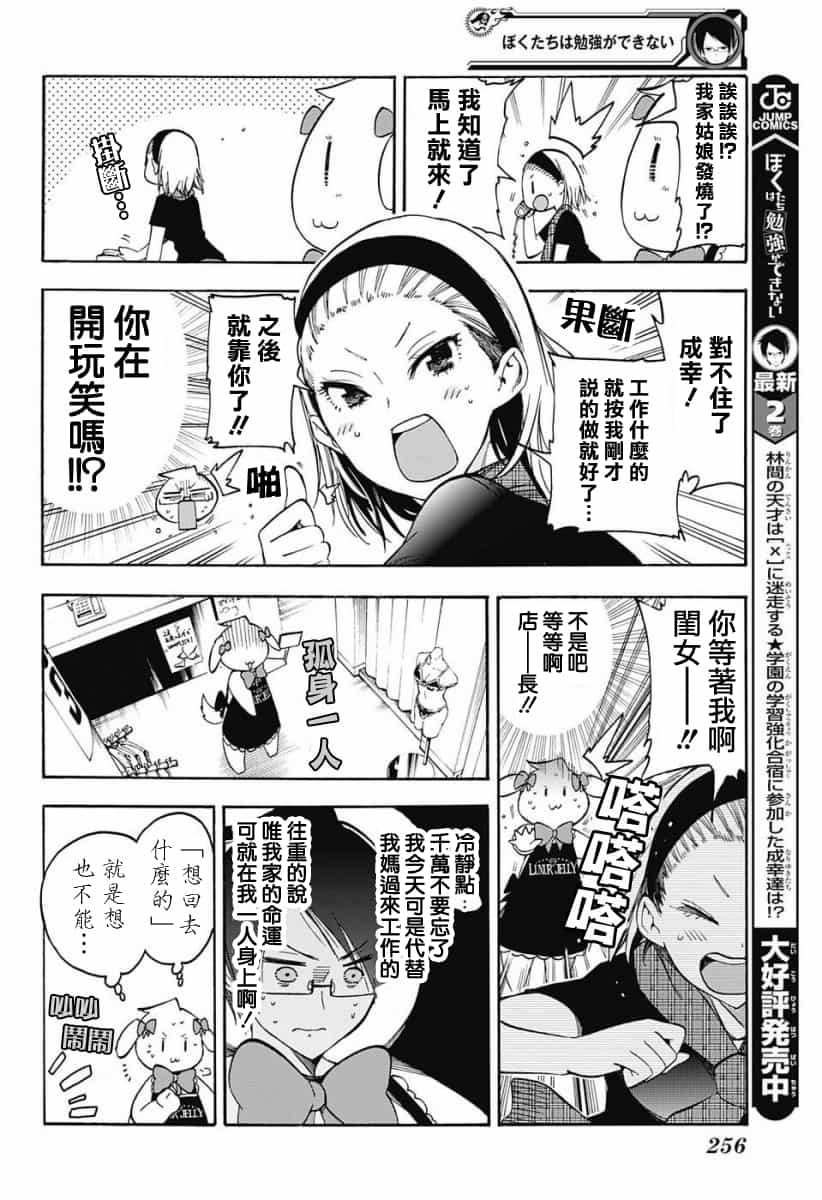 ぼくたちは勉強ができない
誒誒誒!?
我家姑娘發燒了!?
我知道了
馬上就來!
掛斷…
對不住了
成幸!
果斷
工作什麼的
就按我剛才
說的做就好了…
之後
就靠你了!!
啪
你在
開玩笑嗎!!?
你等著我啊
閨女——!!
不是吧
等等啊
店——長!!
嗒嗒嗒
LUXUR JELLY
孤身一人
冷靜點…
千萬不要忘了
我今天可是代替
我媽過來工作的
往重的說
唯我家的命運
可就在我一人身上啊!
「想回去
什麼的」
就是想
也不能…
吵吵
鬧鬧
JUMP
COMICS
ぼくたちは勉強ができない
最新
2巻
林間の天才は[x]に迷走する★学園の学習強化合宿に参加した成幸達は!?
大好評発売中
256